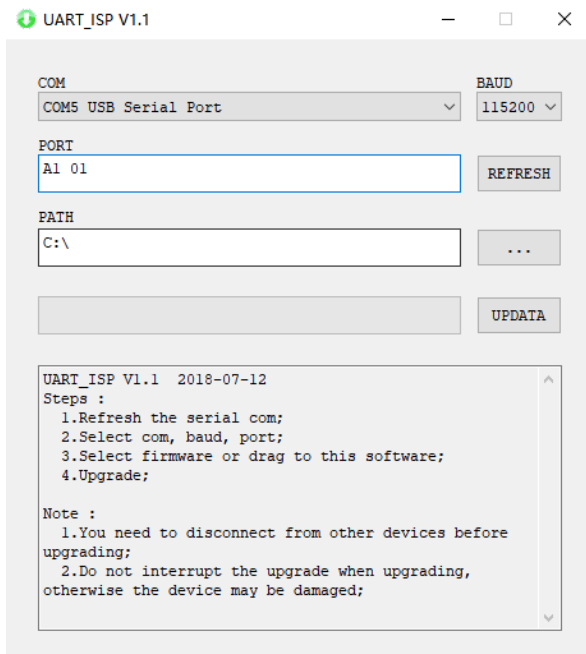 UART_ISP V1.1
COM
BAUD
COM5 USB Serial Port
115200
PORT
A1 01
REFRESH
PATH
C:\
...
UPDATA
UART_ISP V1.1  2018-07-12
Steps :
  1.Refresh the serial com;
  2.Select com, baud, port;
  3.Select firmware or drag to this software;
  4.Upgrade;
Note :
  1.You need to disconnect from other devices before
upgrading;
  2.Do not interrupt the upgrade when upgrading,
otherwise the device may be damaged;